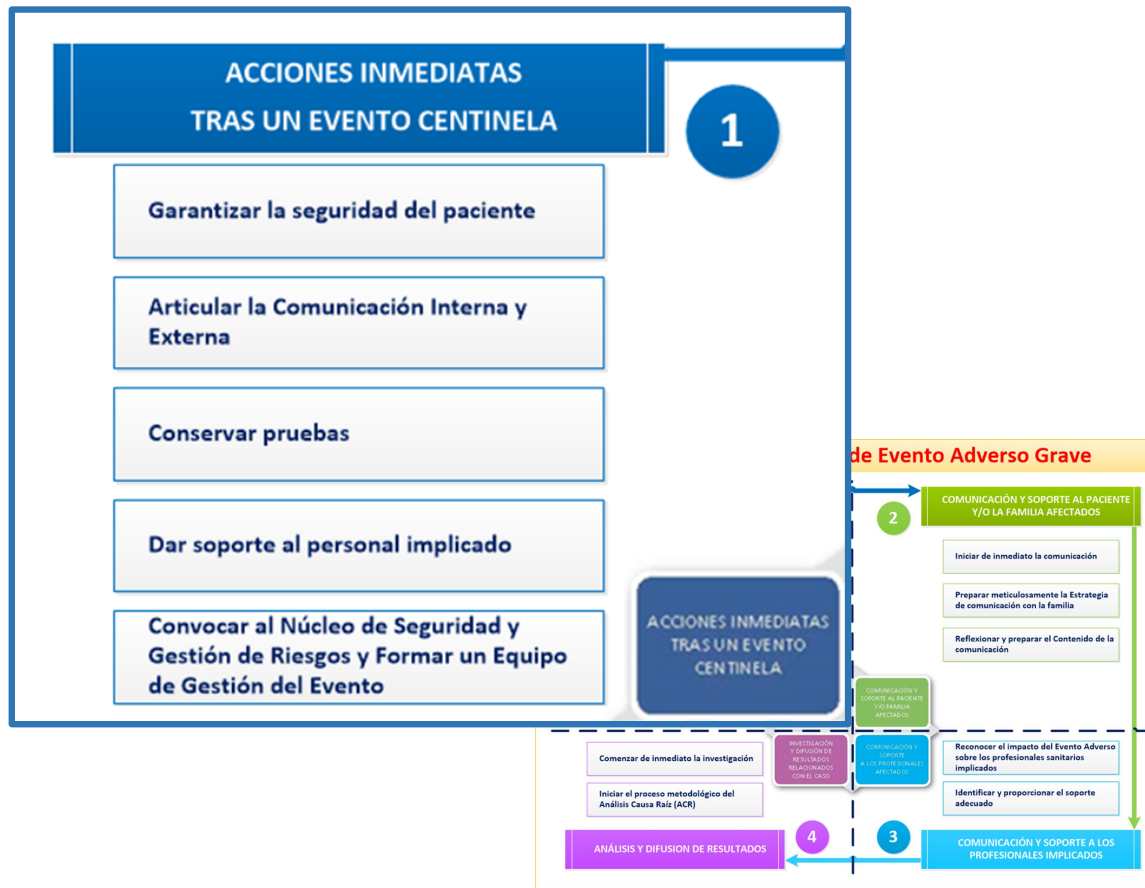 ACCIONES INMEDIATAS
TRAS UN EVENTO CENTINELA
1
Garantizar la seguridad del paciente
Articular la Comunicación Interna y
Externa
Conservar pruebas
Dar soporte al personal implicado
Convocar al Núcleo de Seguridad y
Gestión de Riesgos y Formar un Equipo
de Gestión del Evento
ACCIONES INMEDIATAS
TRAS UN EVENTO
CENTINELA
de Evento Adverso Grave
2
COMUNICACIÓN Y SOPORTE AL PACIENTE
Y/O LA FAMILIA AFECTADOS
Iniciar de inmediato la comunicación
Preparar meticulosamente la Estrategia
de comunicación con la familia
Reflexionar y preparar el Contenido de la
comunicación
COMUNICACIÓN Y
SOPORTE AL PACIENTE
Y/O FAMILIA
AFECTADOS
INVESTIGACIÓN
Y DIFUSIÓN DE
RESULTADOS
RELACIONADOS
CON EL CASO
COMUNICACIÓN Y
SOPORTE
A LOS PROFESIONALES
AFECTADOS
Reconocer el impacto del Evento Adverso
sobre los profesionales sanitarios
implicados
Identificar y proporcionar el soporte
adecuado
3
COMUNICACIÓN Y SOPORTE A LOS
PROFESIONALES IMPLICADOS
Comenzar de inmediato la investigación
Iniciar el proceso metodológico del
Análisis Causa Raíz (ACR)
4
ANÁLISIS Y DIFUSION DE RESULTADOS